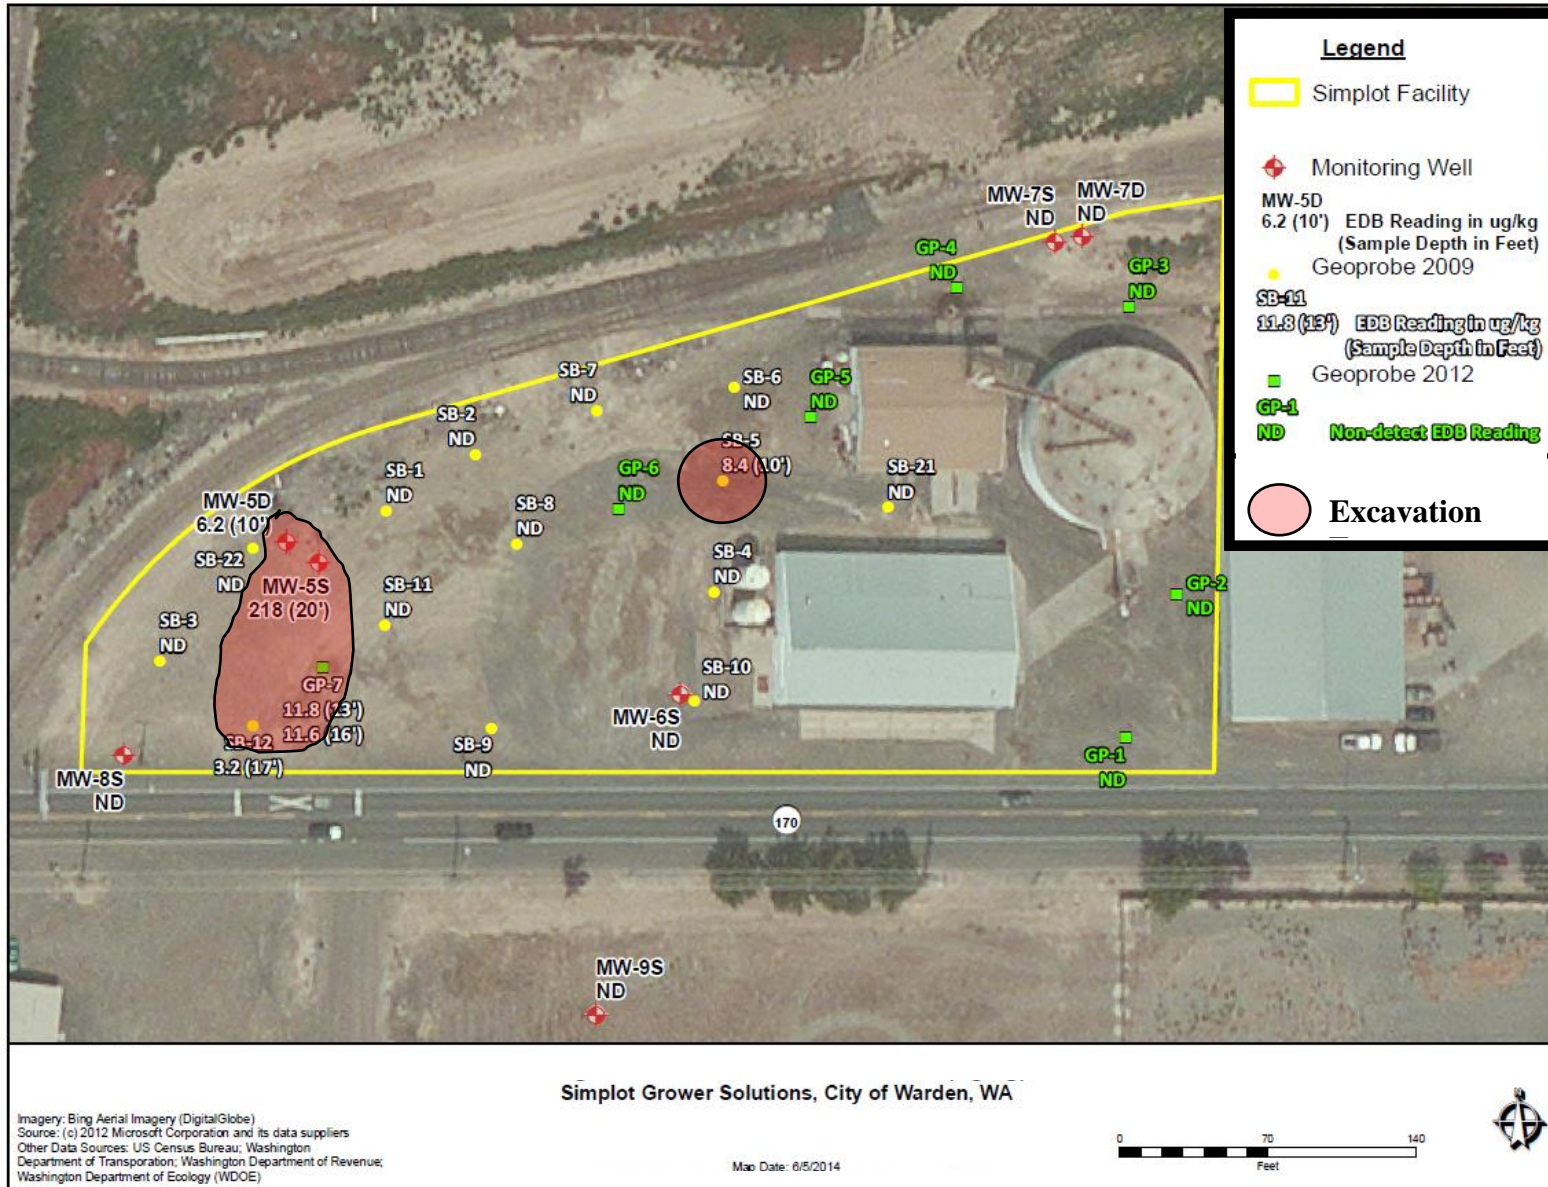 Legend
Simplot Facility
Monitoring Well
MW-5D
6.2 (10') EDB Reading in ug/kg
(Sample Depth in Feet)
Geoprobe 2009
SB-11
11.8 (13') EDB Reading in ug/kg
(Sample Depth in Feet)
Geoprobe 2012
GP-1
ND Non-detect EDB Reading
Excavation
MW-7S
ND
MW-7D
ND
GP-4
ND
GP-3
ND
SB-7
ND
SB-6
ND
GP-5
ND
SB-2
ND
SB-5
8.4 (10')
SB-1
ND
GP-6
ND
SB-21
ND
MW-5D
6.2 (10')
SB-8
ND
SB-22
ND
MW-5S
218 (20')
SB-11
ND
SB-4
ND
GP-2
ND
SB-3
ND
GP-7
11.8 (13')
11.6 (16')
SB-10
ND
MW-6S
ND
SB-12
3.2 (17')
SB-9
ND
GP-1
ND
MW-8S
ND
170
MW-9S
ND
Simplot Grower Solutions, City of Warden, WA
Imagery: Bing Aerial Imagery (DigitalGlobe)
Source: (c) 2012 Microsoft Corporation and its data suppliers
Other Data Sources: US Census Bureau; Washington
Department of Transporation; Washington Department of Revenue;
Washington Department of Ecology (WDOE)
Map Date: 6/5/2014
0 70 140
Feet